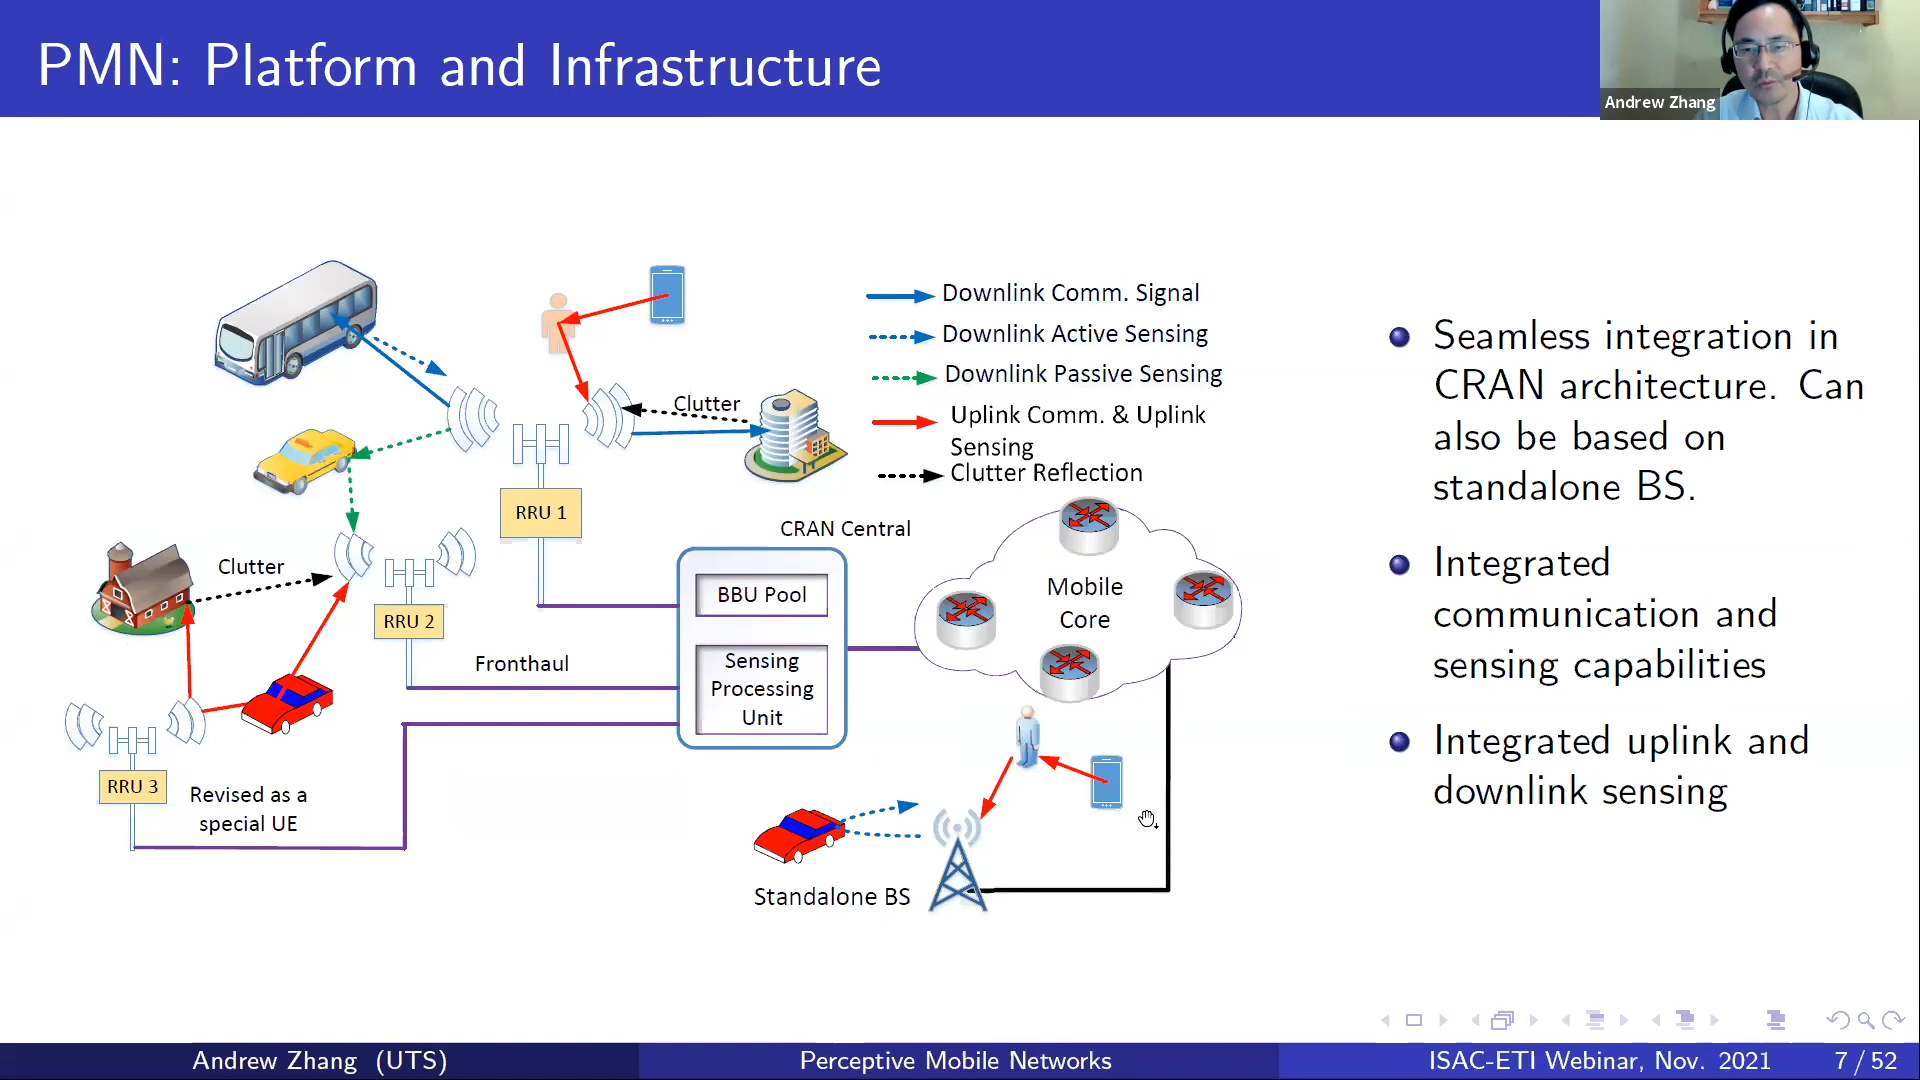 PMN: Platform and Infrastructure
Andrew Zhang
Downlink Comm. Signal
Downlink Active Sensing
Downlink Passive Sensing
Uplink Comm. & Uplink
Sensing
Clutter Reflection
Clutter
RRU 1
CRAN Central
Clutter
BBU Pool
Mobile
Core
RRU 2
Fronthaul
Sensing
Processing
Unit
RRU 3
Revised as a
special UE
Standalone BS
Seamless integration in
CRAN architecture. Can
also be based on
standalone BS.
Integrated
communication and
sensing capabilities
Integrated uplink and
downlink sensing
Andrew Zhang (UTS)
Perceptive Mobile Networks
ISAC-ETI Webinar, Nov. 2021
7 / 52